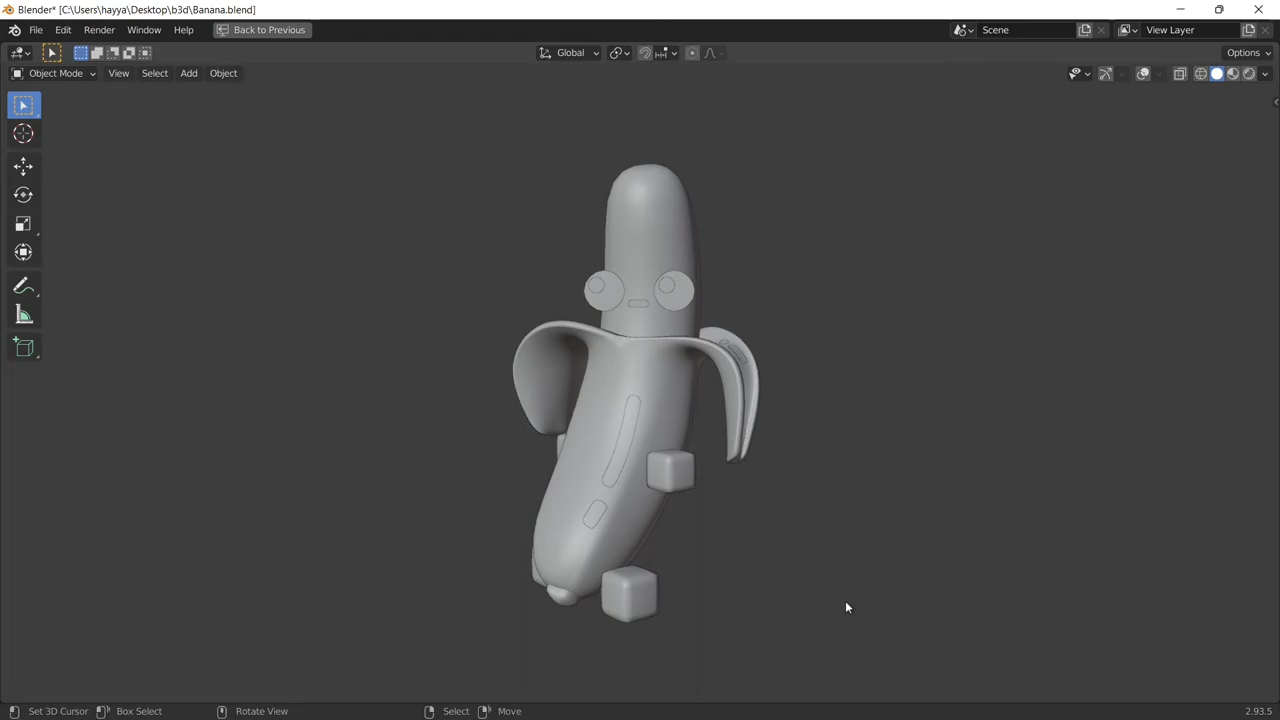 Blender* [C:\Users\hayya\Desktop\b3d\Banana.blend]
File Edit Render Window Help Back to Previous Scene View Layer
Global Options
Object Mode View Select Add Object
Set 3D Cursor Box Select Rotate View Select Move 2.93.5